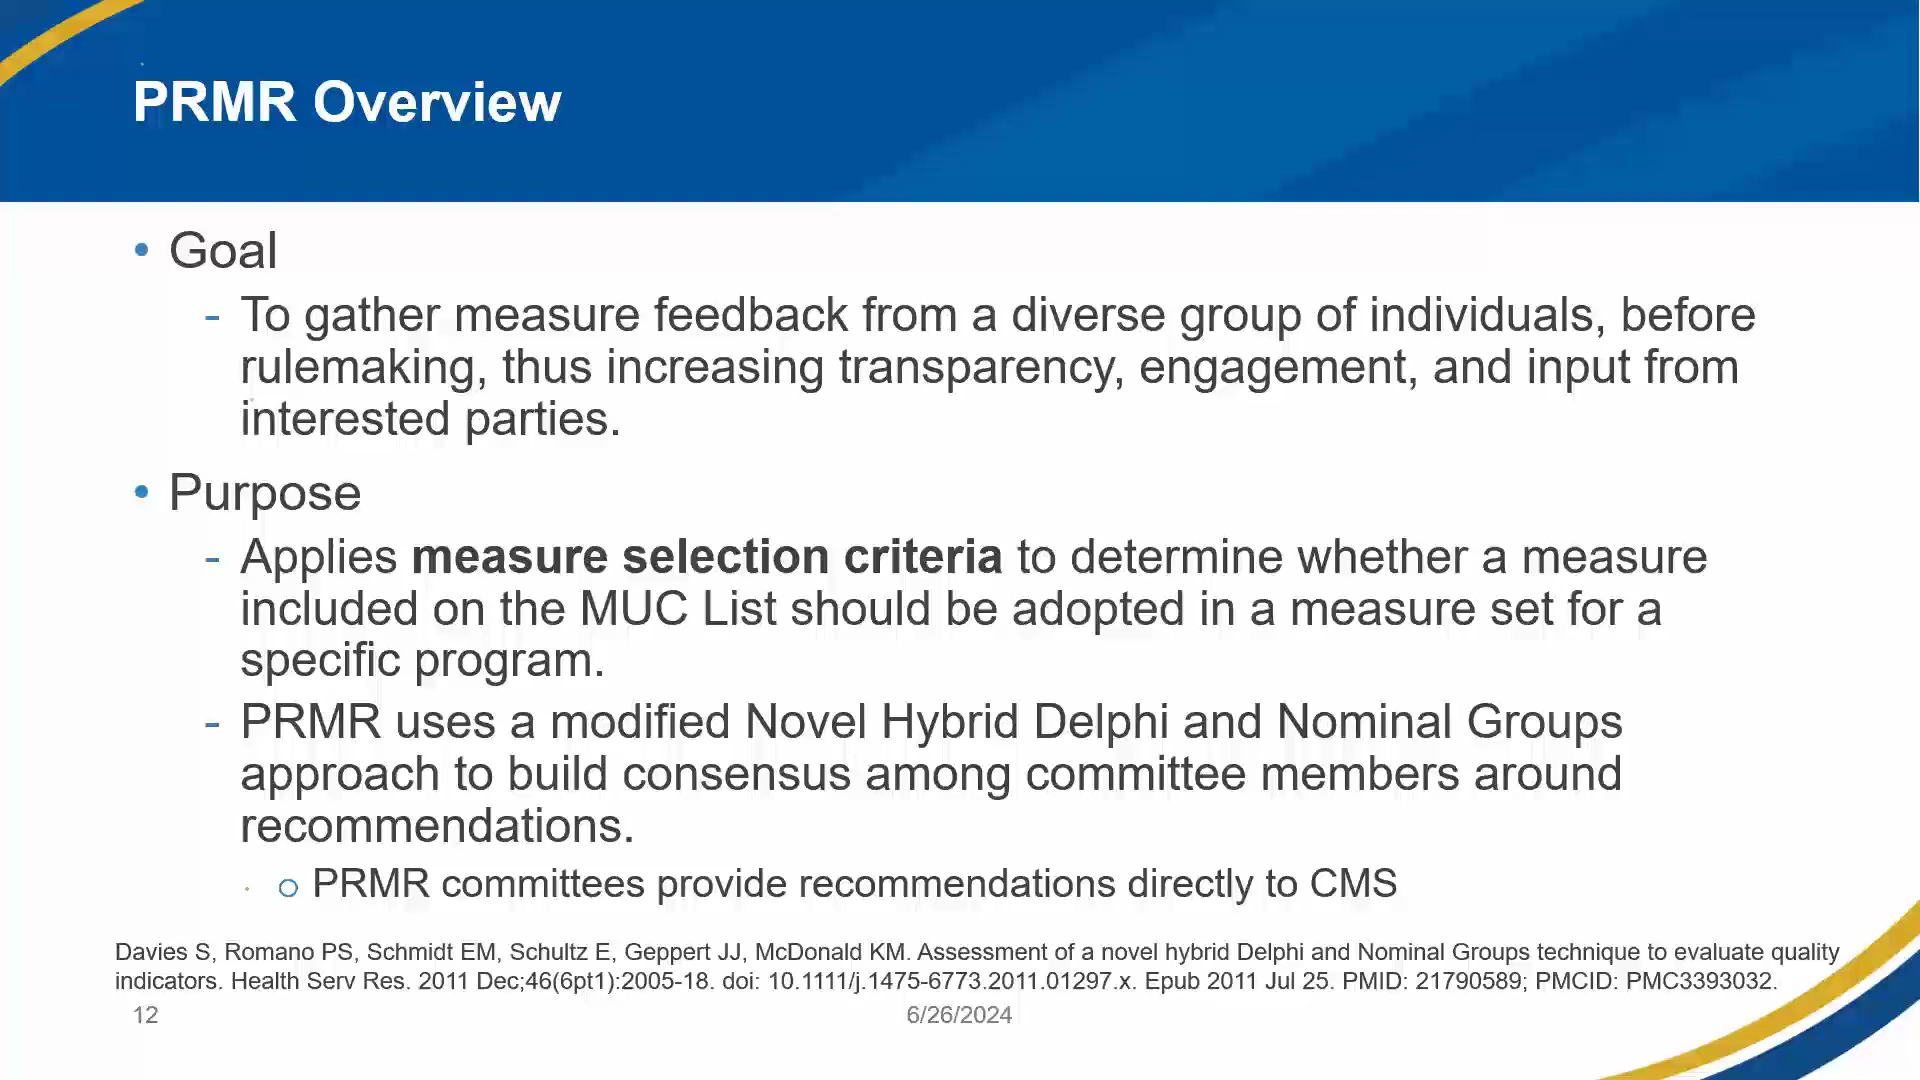 PRMR Overview
• Goal
- To gather measure feedback from a diverse group of individuals, before
rulemaking, thus increasing transparency, engagement, and input from
interested parties.
• Purpose
- Applies measure selection criteria to determine whether a measure
included on the MUC List should be adopted in a measure set for a
specific program.
- PRMR uses a modified Novel Hybrid Delphi and Nominal Groups
approach to build consensus among committee members around
recommendations.
○ PRMR committees provide recommendations directly to CMS
Davies S, Romano PS, Schmidt EM, Schultz E, Geppert JJ, McDonald KM. Assessment of a novel hybrid Delphi and Nominal Groups technique to evaluate quality
indicators. Health Serv Res. 2011 Dec;46(6pt1):2005-18. doi: 10.1111/j.1475-6773.2011.01297.x. Epub 2011 Jul 25. PMID: 21790589; PMCID: PMC3393032.
12
6/26/2024